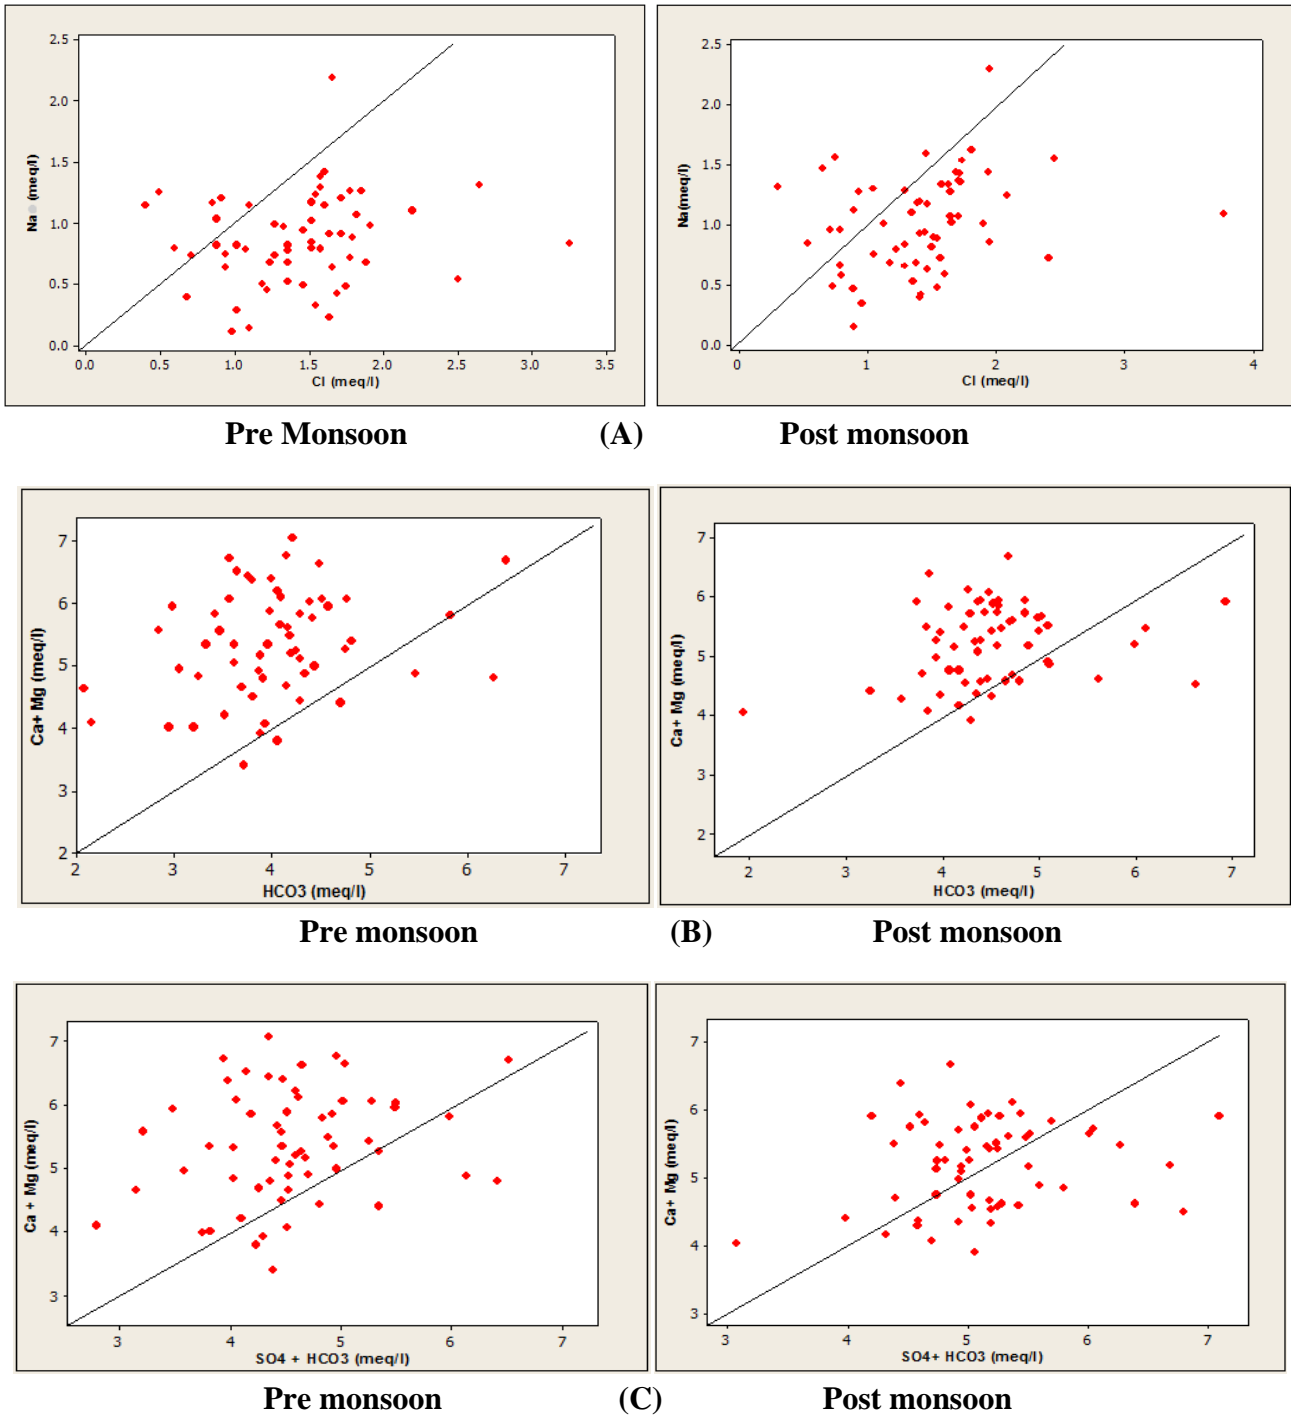 2.5
2.0
1.5
1.0
0.5
0.0
Na (meq/l)
0.0 0.5 1.0 1.5 2.0 2.5 3.0 3.5
Cl (meq/l)
2.5
2.0
1.5
1.0
0.5
0.0
Na(meq/l)
0 1 2 3 4
Cl (meq/l)
Pre Monsoon (A) Post monsoon
7
6
5
4
3
2
Ca+ Mg (meq/l)
2 3 4 5 6 7
HCO3 (meq/l)
7
6
5
4
3
2
Ca+ Mg (meq/l)
2 3 4 5 6 7
HCO3 (meq/l)
Pre monsoon (B) Post monsoon
7
6
5
4
3
Ca + Mg (meq/l)
3 4 5 6 7
SO4 + HCO3 (meq/l)
7
6
5
4
3
Ca + Mg (meq/l)
3 4 5 6 7
SO4+ HCO3 (meq/l)
Pre monsoon (C) Post monsoon